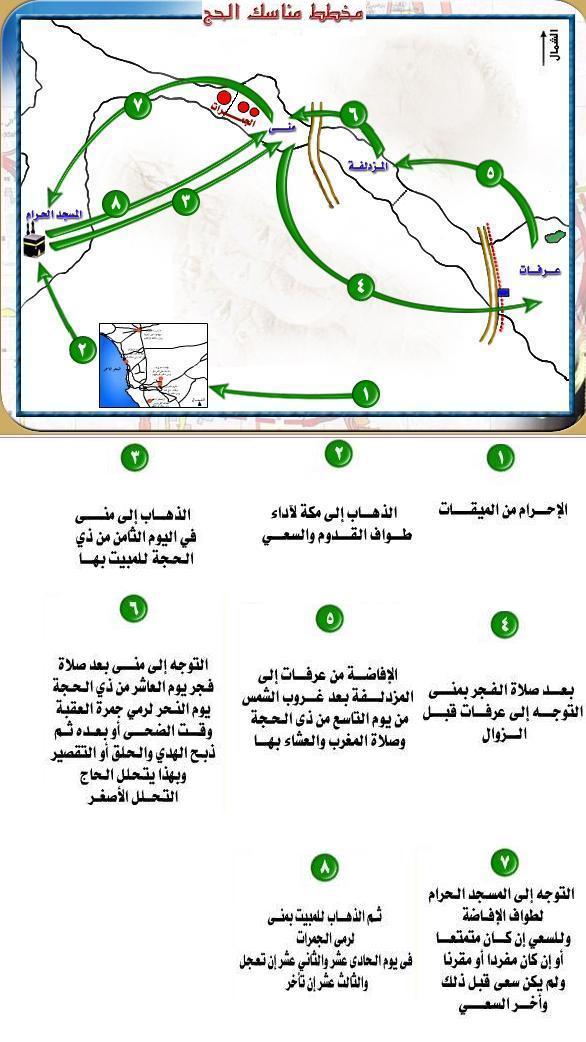 مخطط مناسك الحج
الشمال
٧
الجمرات
منى
٦
المزدلفة
٥
٨
٣
المسجد الحرام
عرفات
٤
٢
١
١
الإحرام من الميقات
٢
الذهاب إلى مكة لآداء
طواف القدوم والسعي
٣
الذهاب إلى منى
في اليوم الثامن من ذي
الحجة للمبيت بها
٤
بعد صلاة الفجر بمنى
التوجه إلى عرفات قبل
الزوال
٥
الإفاضة من عرفات إلى
المزدلفة بعد غروب الشمس
من يوم التاسع من ذي الحجة
وصلاة المغرب والعشاء بها
٦
التوجه إلى منى بعد صلاة
فجر يوم العاشر من ذي الحجة
يوم النحر لرمي جمرة العقبة
وقت الضحى أو بعده ثم
ذبح الهدي والحلق أو التقصير
وبهذا يتحلل الحاج
التحلل الأصغر
٧
التوجه إلى المسجد الحرام
لطواف الإفاضة
وللسعي إن كان متمتعا
أو إن كان مفردا أو مقرنا
ولم يكن سعى قبل ذلك
وأخر السعي
٨
ثم الذهاب للمبيت بمنى
لرمى الجمرات
فى يوم الحادى عشر والثاني عشر إن تعجل
والثالث عشر إن تأخر